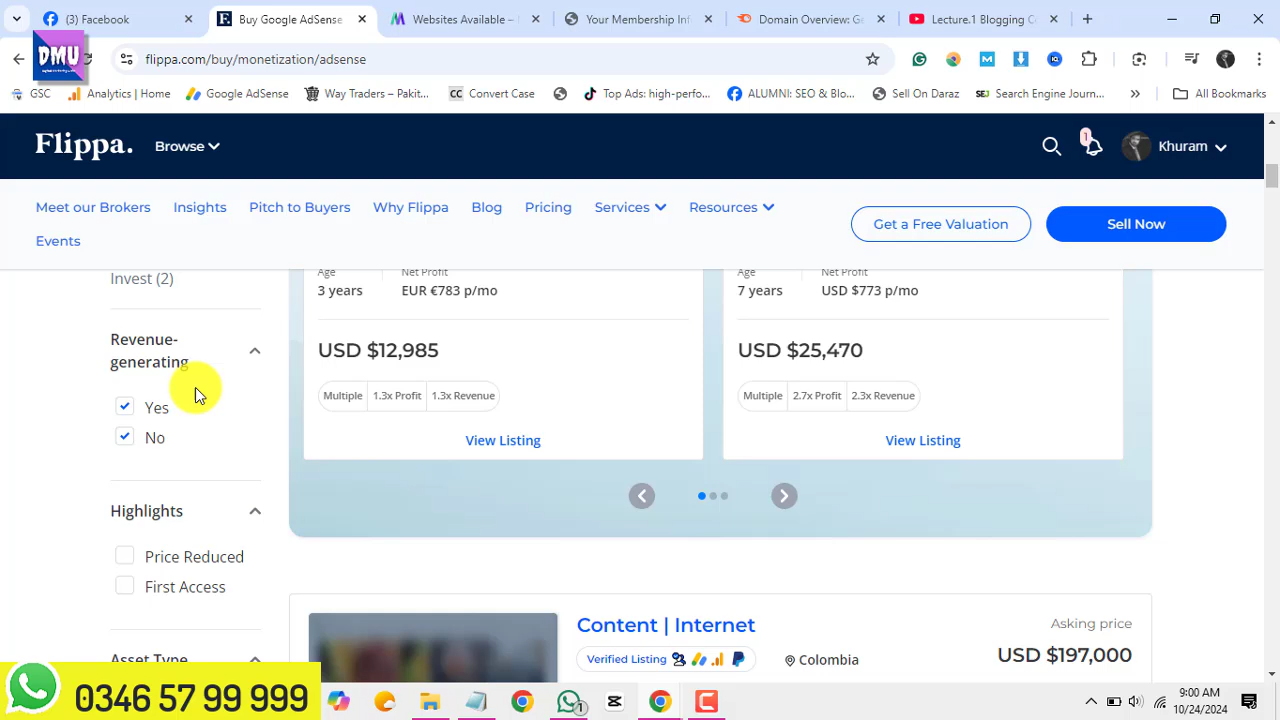 Facebook
Buy Google AdSense
Websites Available –
Your Membership Inf
Domain Overview: Ge
Lecture.1 Blogging Co
DMU
flippa.com/buy/monetization/adsense
GSC
Analytics | Home
Google AdSense
Way Traders – Pakit...
CC Convert Case
Top Ads: high-perfo...
ALUMNI: SEO & Blo...
Sell On Daraz
SEJ Search Engine Journ...
All Bookmarks
Flippa.
Browse
1
Khuram
Meet our Brokers
Insights
Pitch to Buyers
Why Flippa
Blog
Pricing
Services
Resources
Events
Get a Free Valuation
Sell Now
Invest (2)
Revenue-
generating
Yes
No
Highlights
Price Reduced
First Access
Asset Type
Age
Net Profit
3 years
EUR €783 p/mo
USD $12,985
Multiple
1.3x Profit
1.3x Revenue
View Listing
Age
Net Profit
7 years
USD $773 p/mo
USD $25,470
Multiple
2.7x Profit
2.3x Revenue
View Listing
Content | Internet
Verified Listing
Colombia
Asking price
USD $197,000
0346 57 99 999
1
9:00 AM
10/24/2024